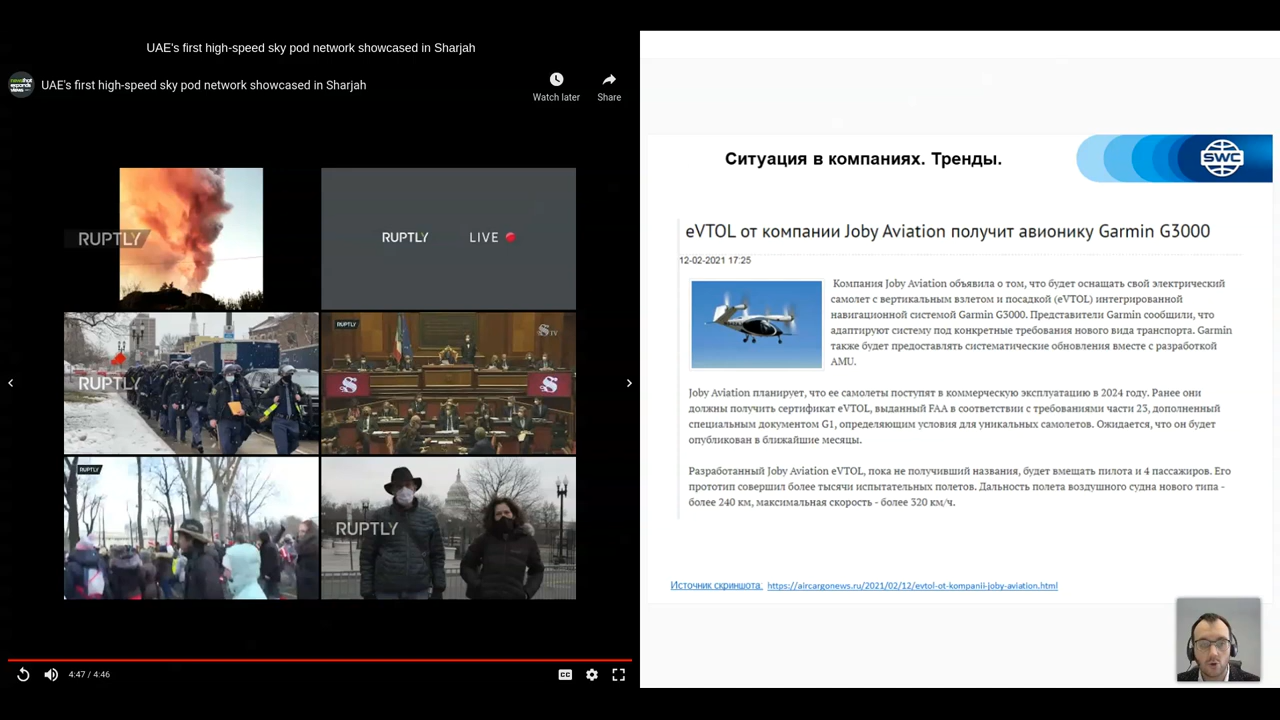 UAE's first high-speed sky pod network showcased in Sharjah
UAE's first high-speed sky pod network showcased in Sharjah
Watch later
Share
RUPTLY
RUPTLY
LIVE
RUPTLY
RUPTLY
RUPTLY
RUPTLY
4:47 / 4:46
CC
Ситуация в компаниях. Тренды.
SWC
eVTOL от компании Joby Aviation получит авионику Garmin G3000
12-02-2021 17:25
Компания Joby Aviation объявила о том, что будет оснащать свой электрический
самолет с вертикальным взлетом и посадкой (eVTOL) интегрированной
навигационной системой Garmin G3000. Представители Garmin сообщили, что
адаптируют систему под конкретные требования нового вида транспорта. Garmin
также будет предоставлять систематические обновления вместе с разработкой
AMU.
Joby Aviation планирует, что ее самолеты поступят в коммерческую эксплуатацию в 2024 году. Ранее они
должны получить сертификат eVTOL, выданный FAA в соответствии с требованиями части 23, дополненный
специальным документом G1, определяющим условия для уникальных самолетов. Ожидается, что он будет
опубликован в ближайшие месяцы.
Разработанный Joby Aviation eVTOL, пока не получивший названия, будет вмещать пилота и 4 пассажиров. Его
прототип совершил более тысячи испытательных полетов. Дальность полета воздушного судна нового типа -
более 240 км, максимальная скорость - более 320 км/ч.
Источник скриншота: https://aircargonews.ru/2021/02/12/evtol-ot-kompanii-joby-aviation.html